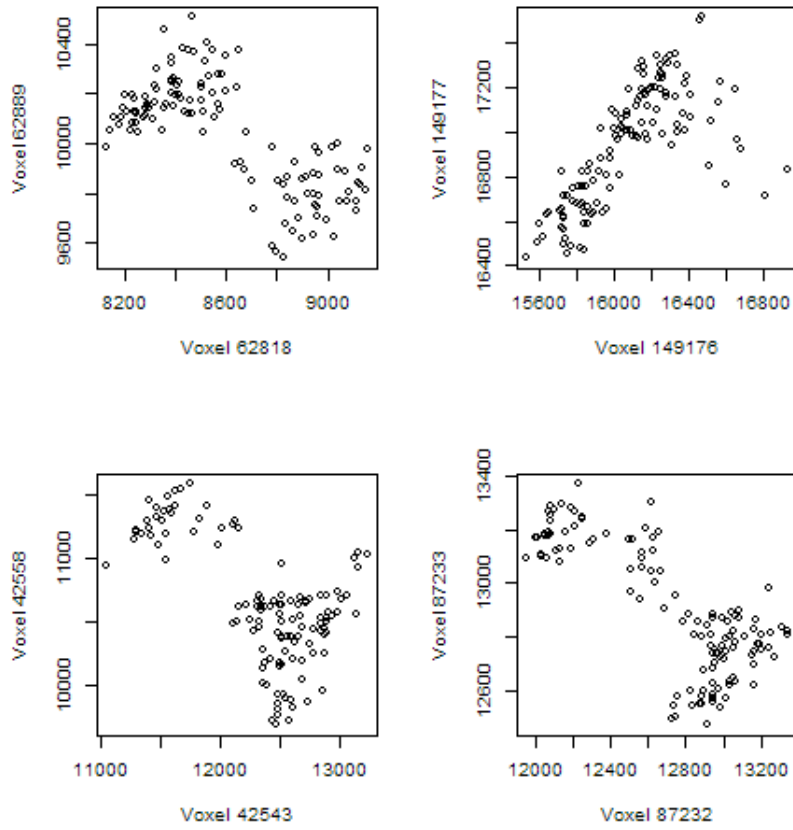 Voxel 62889
9600 10000 10400
8200 8600 9000
Voxel 62818
Voxel 149177
16400 16800 17200
15600 16000 16400 16800
Voxel 149176
Voxel 42558
10000 11000
11000 12000 13000
Voxel 42543
Voxel 87233
12600 13000 13400
12000 12400 12800 13200
Voxel 87232